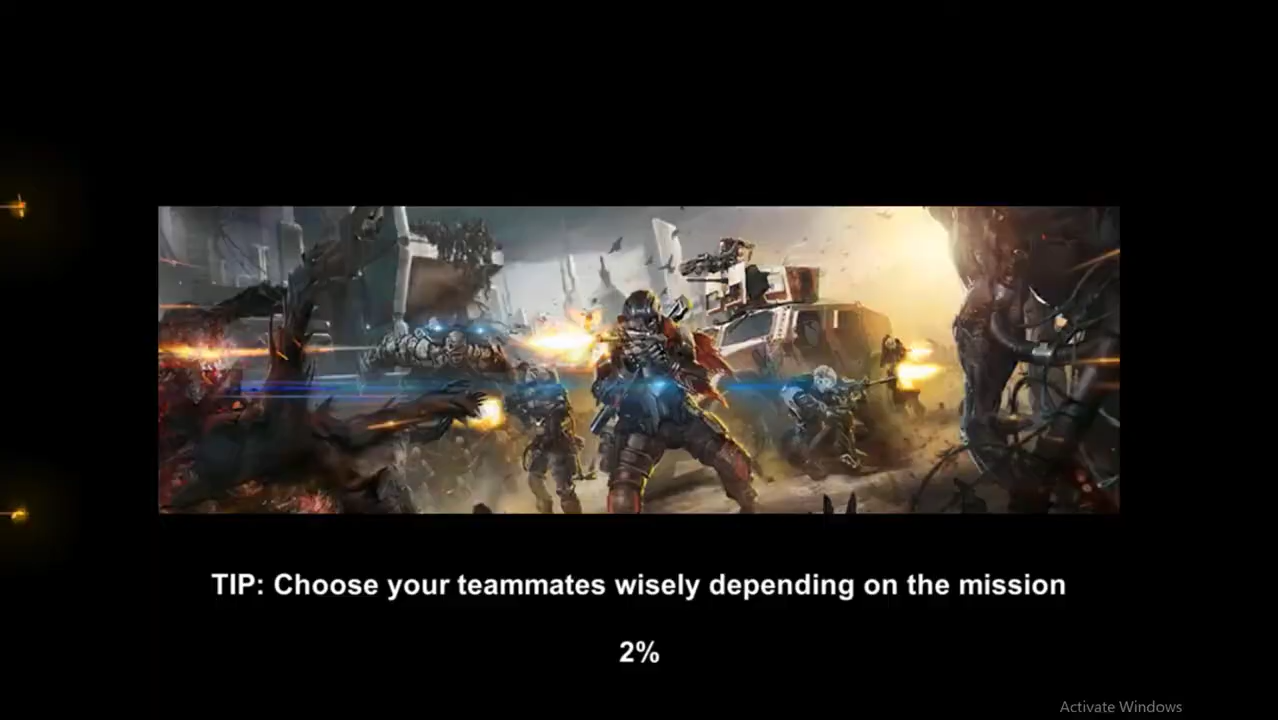 TIP: Choose your teammates wisely depending on the mission
2%
Activate Windows